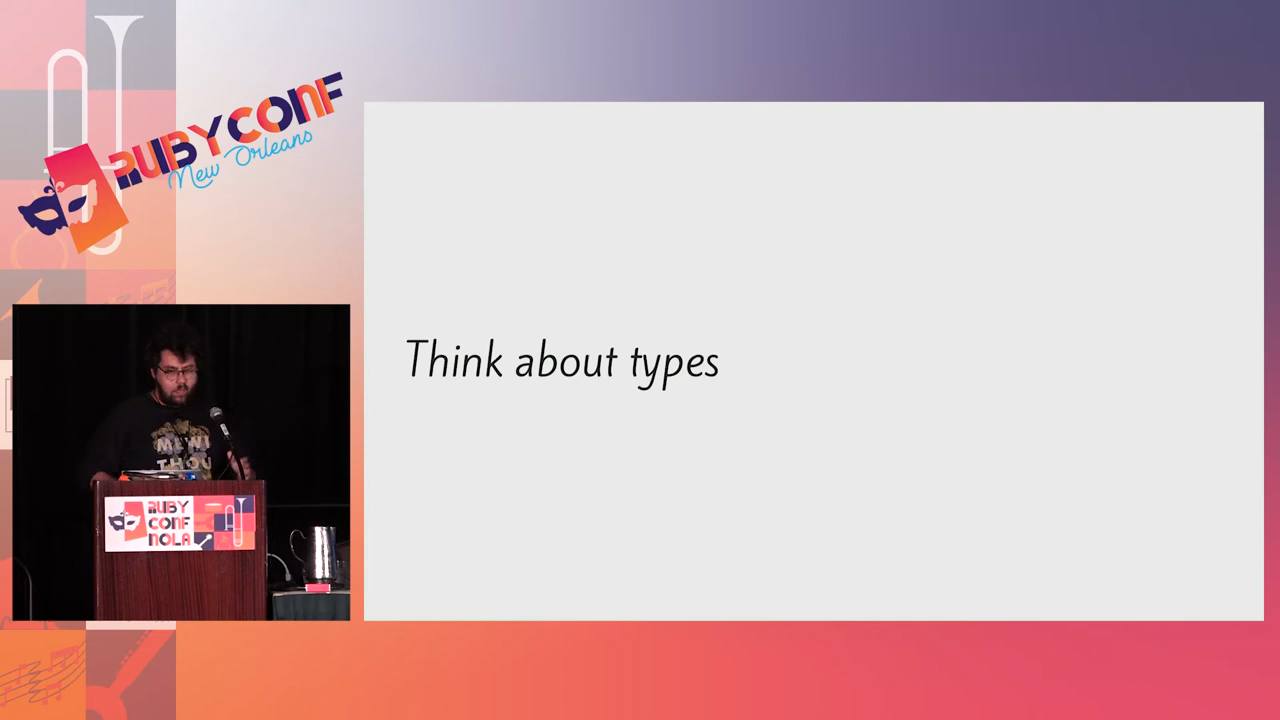 RUBYCONF
New Orleans
Think about types
RUBY
CONF
NOLA